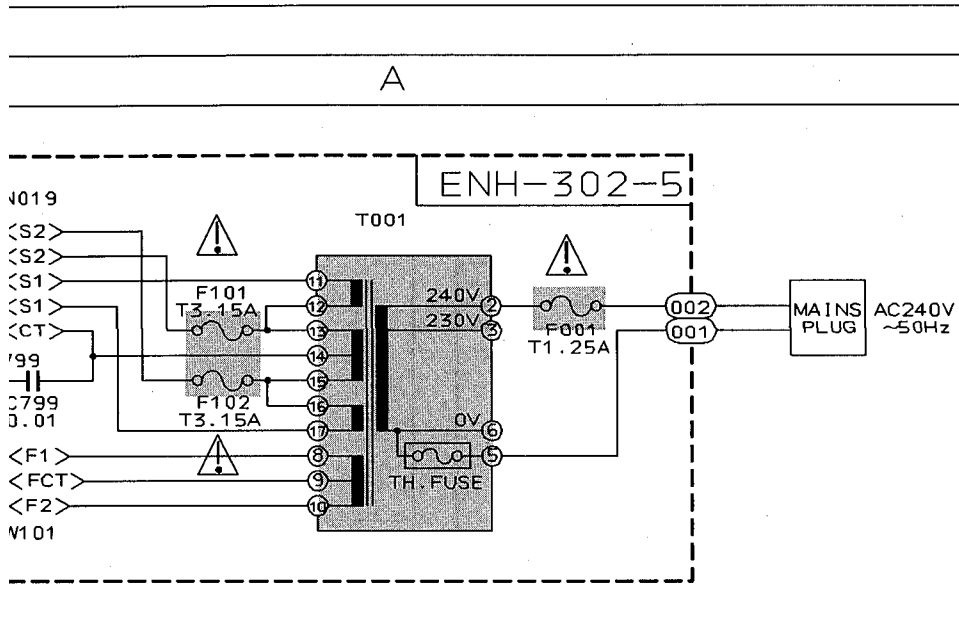 A
ENH-302-5
N019
T001
<S2>
<S2>
<S1>
<S1>
<CT>
799
C799
0.01
<F1>
<FCT>
<F2>
W101
F101
T3.15A
F102
T3.15A
11
12
13
14
15
16
17
8
9
10
240V
2
230V
3
0V
6
5
TH.FUSE
F001
T1.25A
002
001
MAINS
PLUG
AC240V
~50Hz